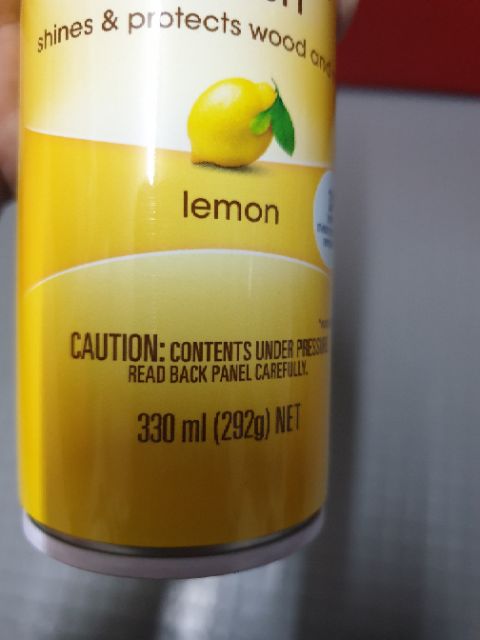 shines & protects wood and
lemon
CAUTION: CONTENTS UNDER PRESSURE
READ BACK PANEL CAREFULLY.
330 ml (292g) NET